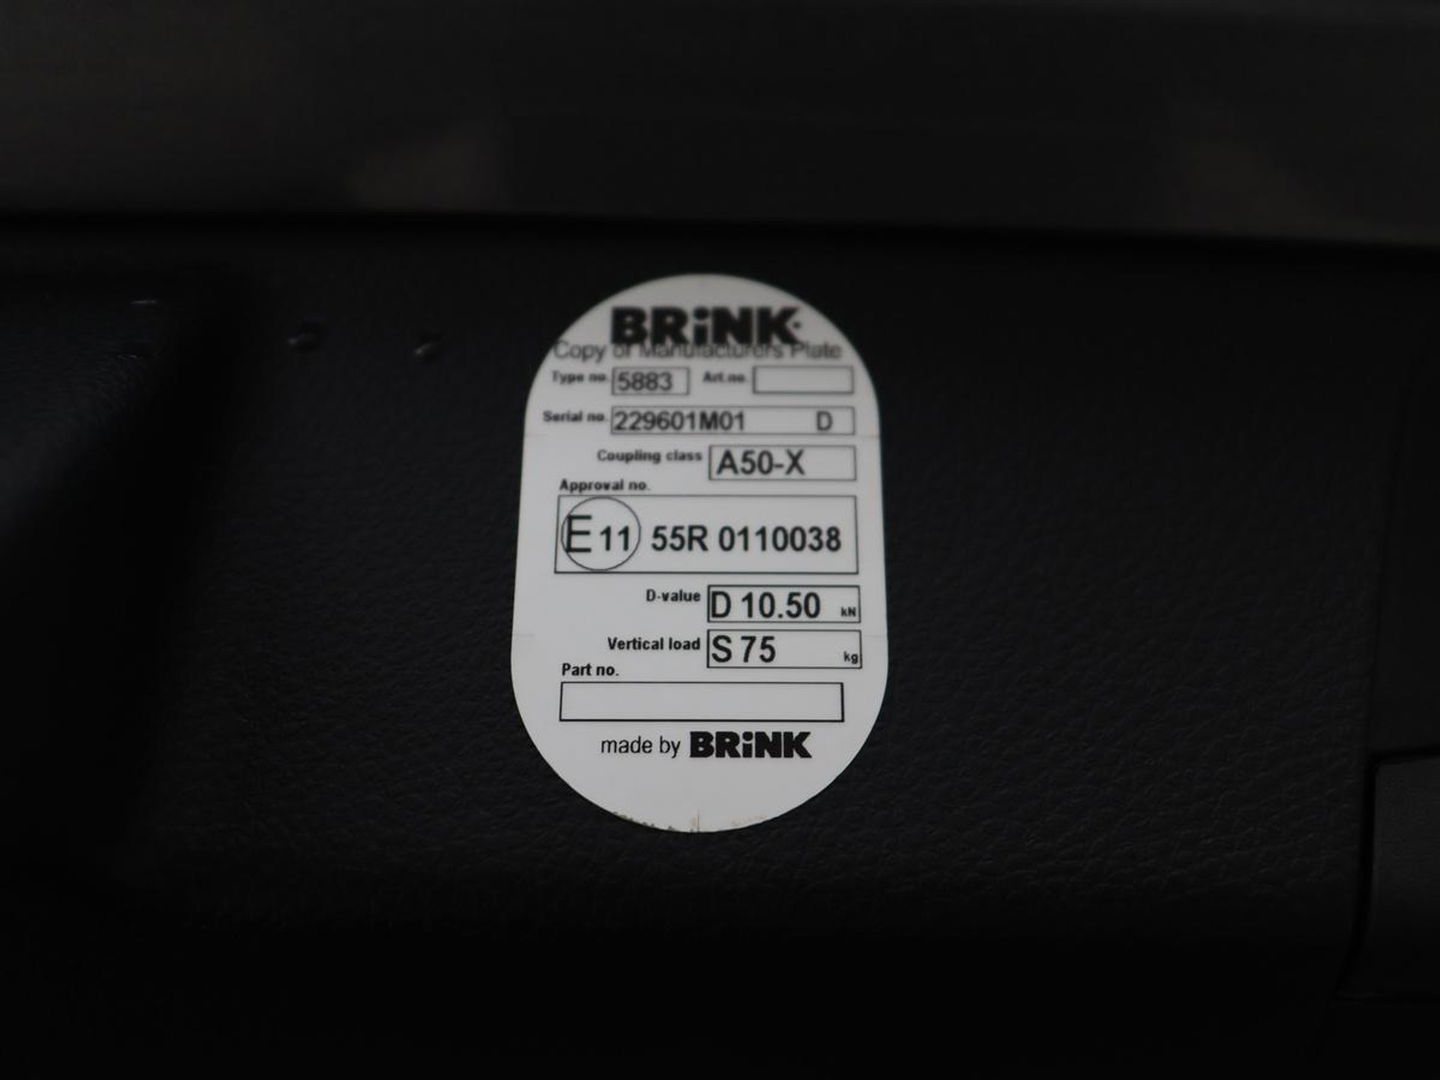 BRiNK
Copy of Manufacturers Plate
Type no. 5883 Art.no.
Serial no. 229601M01 D
Coupling class A50-X
Approval no.
E 11 55R 0110038
D-value D 10.50 kN
Vertical load S 75 kg
Part no.
made by BRiNK